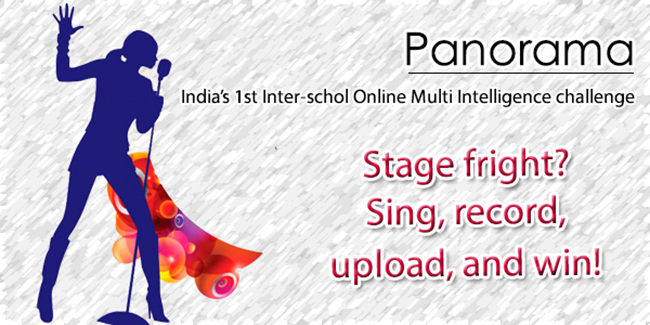 Panorama
India's 1st Inter-schol Online Multi Intelligence challenge
Stage fright?
Sing, record,
upload, and win!